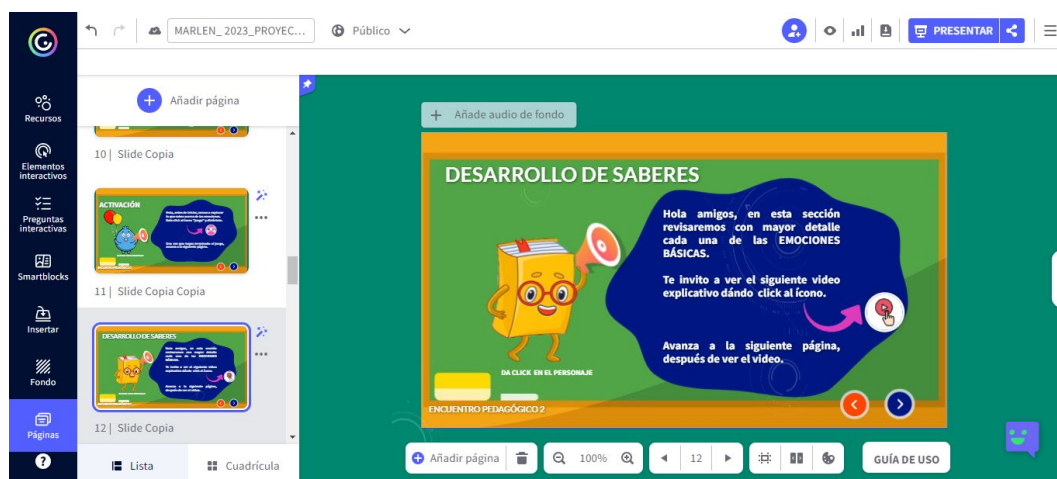 MARLEN_ 2023_PROYEC...
Público
PRESENTAR
Recursos
Elementos
interactivos
Preguntas
interactivas
Smartblocks
Insertar
Fondo
Páginas
Añadir página
10 | Slide Copia
ACTIVACIÓN
11 | Slide Copia Copia
DESARROLLO DE SABERES
12 | Slide Copia
Lista
Cuadrícula
Añade audio de fondo
DESARROLLO DE SABERES
Hola amigos, en esta sección
revisaremos con mayor detalle
cada una de las EMOCIONES
BÁSICAS.
Te invito a ver el siguiente video
explicativo dándo click al ícono.
Avanza a la siguiente página,
después de ver el video.
DA CLICK EN EL PERSONAJE
ENCUENTRO PEDAGÓGICO 2
Añadir página
100%
12
GUÍA DE USO